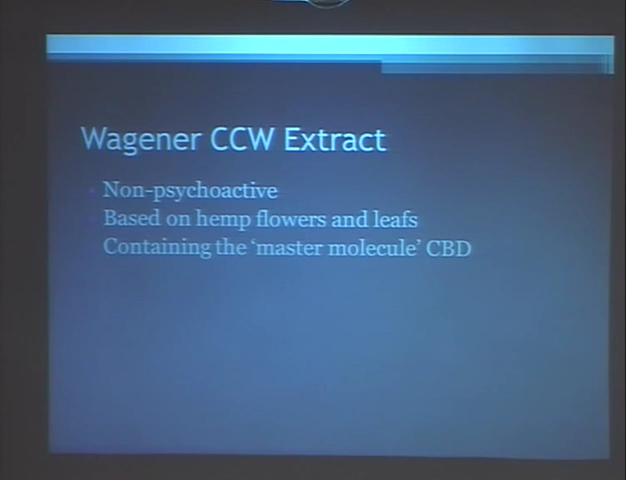 Wagener CCW Extract
Non-psychoactive
Based on hemp flowers and leafs
Containing the ‘master molecule’ CBD